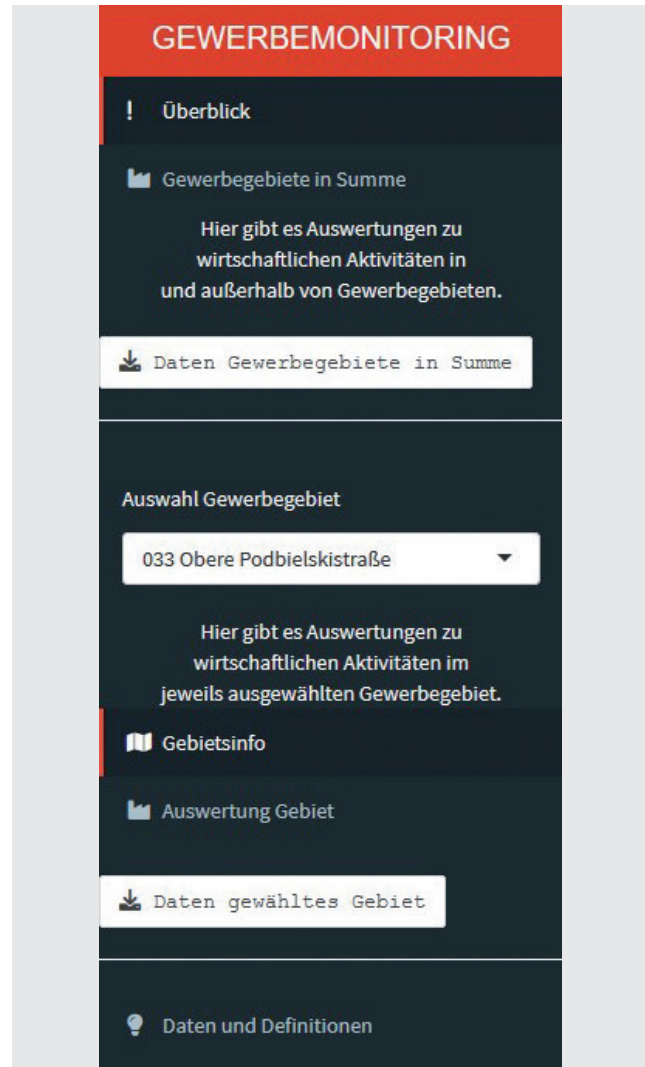 GEWERBEMONITORING
! Überblick
Gewerbegebiete in Summe
Hier gibt es Auswertungen zu
wirtschaftlichen Aktivitäten in
und außerhalb von Gewerbegebieten.
Daten Gewerbegebiete in Summe
Auswahl Gewerbegebiet
033 Obere Podbielskistraße
Hier gibt es Auswertungen zu
wirtschaftlichen Aktivitäten im
jeweils ausgewählten Gewerbegebiet.
Gebietsinfo
Auswertung Gebiet
Daten gewähltes Gebiet
Daten und Definitionen